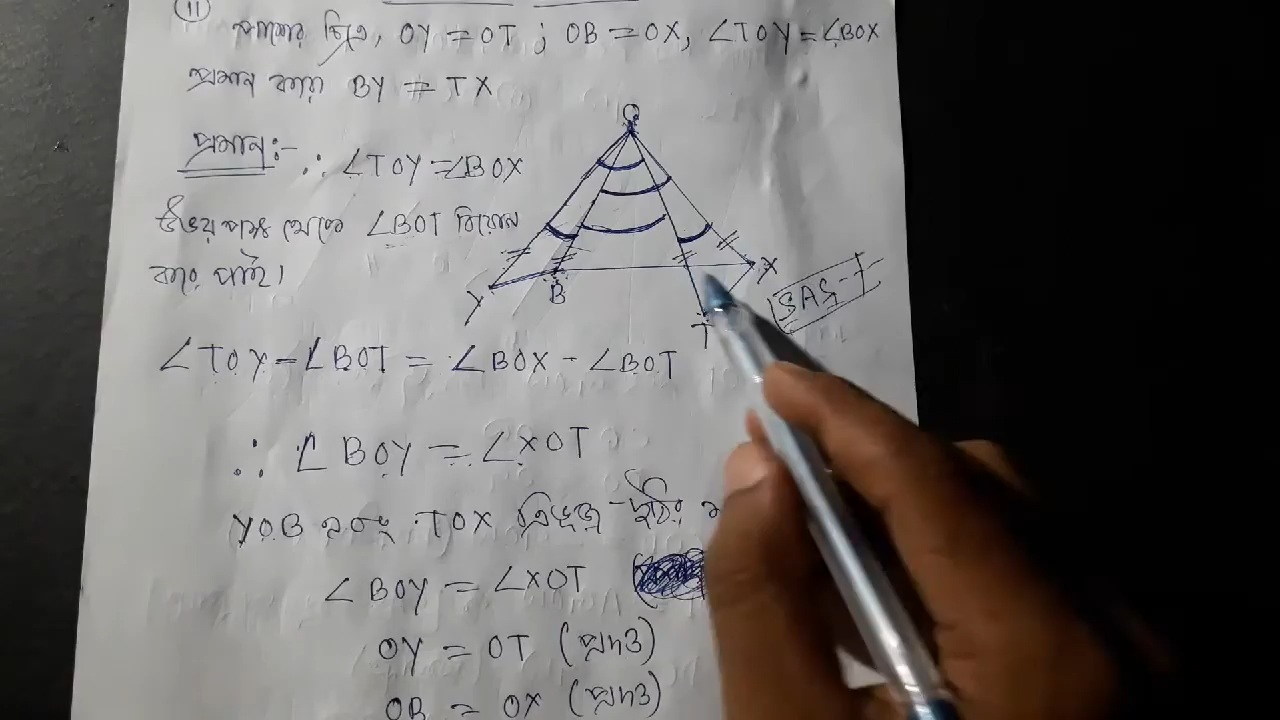 11
পাশের চিত্রে, OY = OT ; OB = OX, ∠TOY = ∠BOX
প্রমাণ করো BY = TX
প্রমাণ:- ∴ ∠TOY = ∠BOX
উভয়পক্ষ থেকে ∠BOT বিয়োগ
করে পাই।
O
Y
B
X
T
SAS-T
∠TOY - ∠BOT = ∠BOX - ∠BOT
∴ ∠BOY = ∠XOT
YOB এবং TOX ত্রিভুজ দুটির
∠BOY = ∠XOT
OY = OT (প্রদত্ত)
OB = OX (প্রদত্ত)